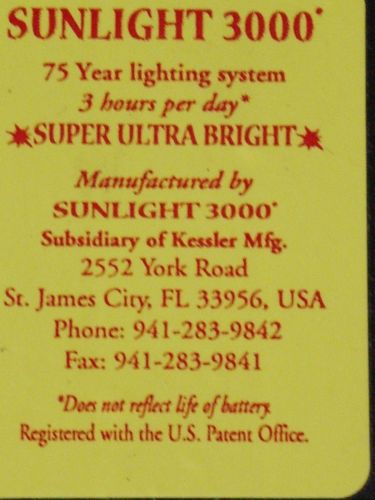 SUNLIGHT 3000*
75 Year lighting system
3 hours per day*
SUPER ULTRA BRIGHT
Manufactured by
SUNLIGHT 3000*
Subsidiary of Kessler Mfg.
2552 York Road
St. James City, FL 33956, USA
Phone: 941-283-9842
Fax: 941-283-9841
*Does not reflect life of battery.
Registered with the U.S. Patent Office.